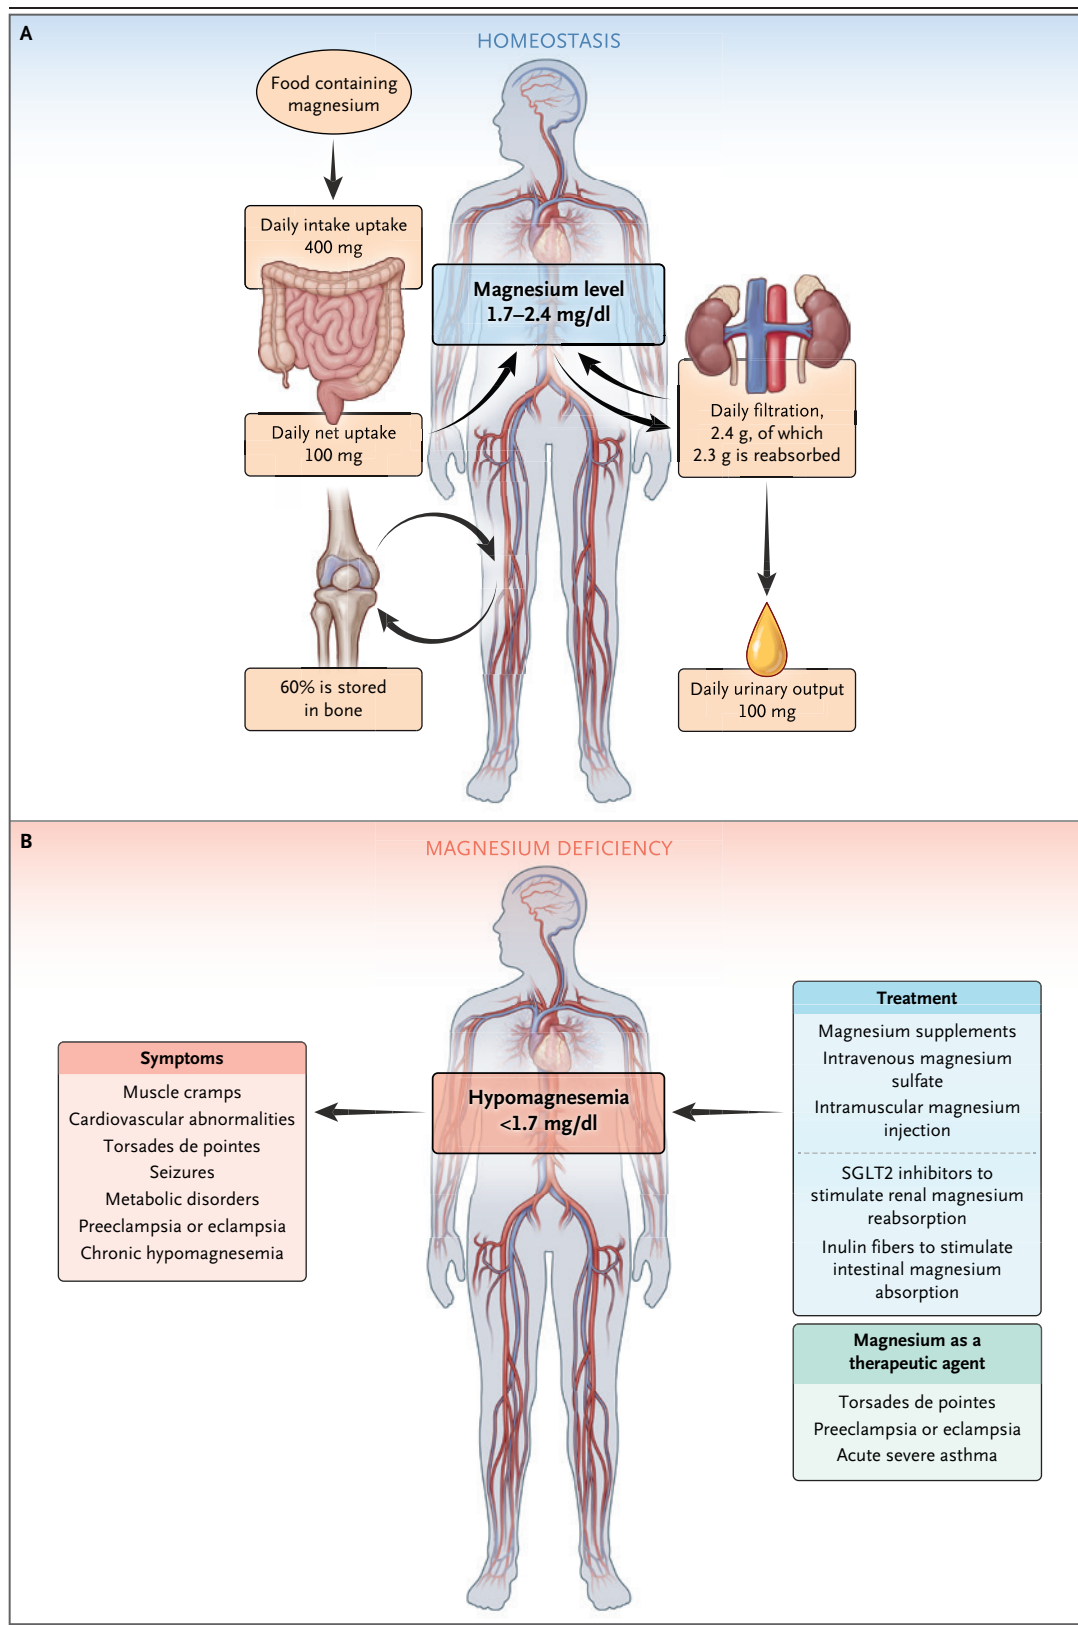 A
HOMEOSTASIS
Food containing
magnesium
Daily intake uptake
400 mg
Magnesium level
1.7–2.4 mg/dl
Daily net uptake
100 mg
Daily filtration,
2.4 g, of which
2.3 g is reabsorbed
60% is stored
in bone
Daily urinary output
100 mg
B
MAGNESIUM DEFICIENCY
Symptoms
Muscle cramps
Cardiovascular abnormalities
Torsades de pointes
Seizures
Metabolic disorders
Preeclampsia or eclampsia
Chronic hypomagnesemia
Hypomagnesemia
<1.7 mg/dl
Treatment
Magnesium supplements
Intravenous magnesium
sulfate
Intramuscular magnesium
injection
SGLT2 inhibitors to
stimulate renal magnesium
reabsorption
Inulin fibers to stimulate
intestinal magnesium
absorption
Magnesium as a
therapeutic agent
Torsades de pointes
Preeclampsia or eclampsia
Acute severe asthma